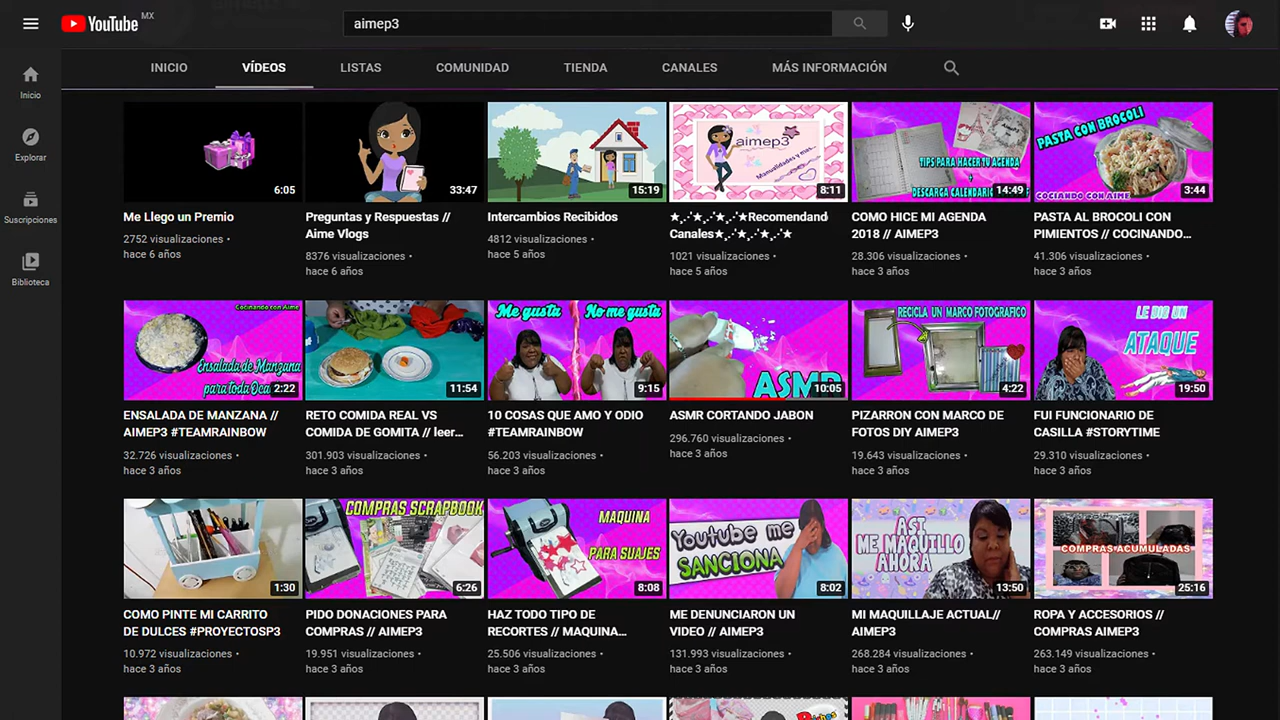 YouTube MX
aimep3
INICIO VÍDEOS LISTAS COMUNIDAD TIENDA CANALES MÁS INFORMACIÓN
Inicio
Explorar
Suscripciones
Biblioteca
6:05
Me Llego un Premio
2752 visualizaciones •
hace 6 años
33:47
Preguntas y Respuestas //
Aime Vlogs
8376 visualizaciones •
hace 6 años
15:19
Intercambios Recibidos
4812 visualizaciones •
hace 5 años
aimep3
Manualidades y mas...
8:11
★¸.·'★¸.·'★¸.·'★Recomendand
Canales★¸.·'★¸.·'★¸.·'★
1021 visualizaciones •
hace 5 años
TIPS PARA HACER TU AGENDA
+
DESCARGA CALENDARIO
14:49
COMO HICE MI AGENDA
2018 // AIMEP3
28.306 visualizaciones •
hace 3 años
PASTA CON BROCOLI
COCIANDO CON AIME
3:44
PASTA AL BROCOLI CON
PIMIENTOS // COCINANDO...
41.306 visualizaciones •
hace 3 años
Cocinando con Aime
Ensalada de Manzana
para toda Oca
2:22
ENSALADA DE MANZANA //
AIMEP3 #TEAMRAINBOW
32.726 visualizaciones •
hace 3 años
11:54
RETO COMIDA REAL VS
COMIDA DE GOMITA // leer...
301.903 visualizaciones •
hace 3 años
Me gusta No me gusta
9:15
10 COSAS QUE AMO Y ODIO
#TEAMRAINBOW
56.203 visualizaciones •
hace 3 años
ASMR
10:05
ASMR CORTANDO JABON
296.760 visualizaciones •
hace 3 años
RECICLA UN MARCO FOTOGRAFICO
4:22
PIZARRON CON MARCO DE
FOTOS DIY AIMEP3
19.643 visualizaciones •
hace 3 años
LE DIO UN
ATAQUE
19:50
FUI FUNCIONARIO DE
CASILLA #STORYTIME
29.310 visualizaciones •
hace 3 años
1:30
COMO PINTE MI CARRITO
DE DULCES #PROYECTOSP3
10.972 visualizaciones •
hace 3 años
COMPRAS SCRAPBOOK
6:26
PIDO DONACIONES PARA
COMPRAS // AIMEP3
19.951 visualizaciones •
hace 3 años
MAQUINA
PARA SUAJES
8:08
HAZ TODO TIPO DE
RECORTES // MAQUINA...
25.506 visualizaciones •
hace 3 años
Youtube me
SANCIONA
8:02
ME DENUNCIARON UN
VIDEO // AIMEP3
131.993 visualizaciones •
hace 3 años
ASI
ME MAQUILLO
AHORA
13:50
MI MAQUILLAJE ACTUAL//
AIMEP3
268.284 visualizaciones •
hace 3 años
COMPRAS ACUMULADAS
25:16
ROPA Y ACCESORIOS //
COMPRAS AIMEP3
263.149 visualizaciones •
hace 3 años